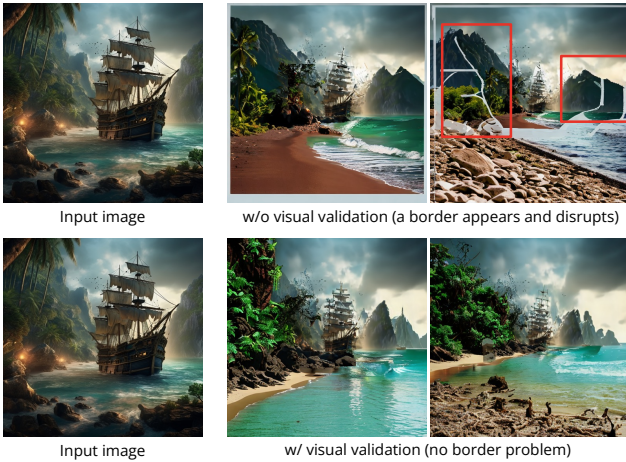 Input image
w/o visual validation (a border appears and disrupts)
Input image
w/ visual validation (no border problem)